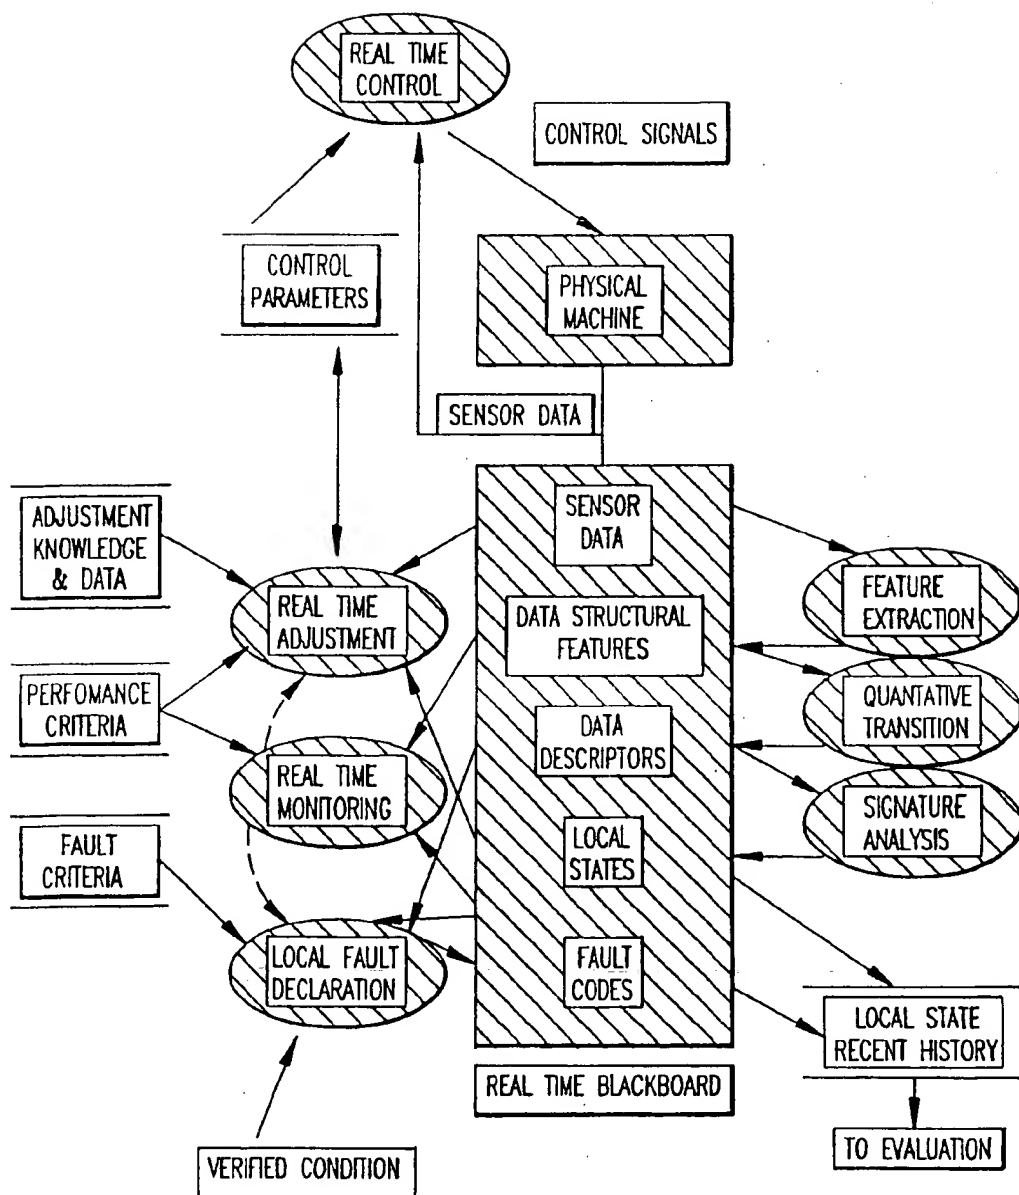 REAL TIME
CONTROL
CONTROL SIGNALS
CONTROL
PARAMETERS
PHYSICAL
MACHINE
SENSOR DATA
ADJUSTMENT
KNOWLEDGE
& DATA
SENSOR
DATA
REAL TIME
ADJUSTMENT
DATA STRUCTURAL
FEATURES
FEATURE
EXTRACTION
PERFOMANCE
CRITERIA
DATA
DESCRIPTORS
QUANTATIVE
TRANSITION
REAL TIME
MONITORING
FAULT
CRITERIA
LOCAL
STATES
SIGNATURE
ANALYSIS
LOCAL FAULT
DECLARATION
FAULT
CODES
LOCAL STATE
RECENT HISTORY
REAL TIME BLACKBOARD
TO EVALUATION
VERIFIED CONDITION